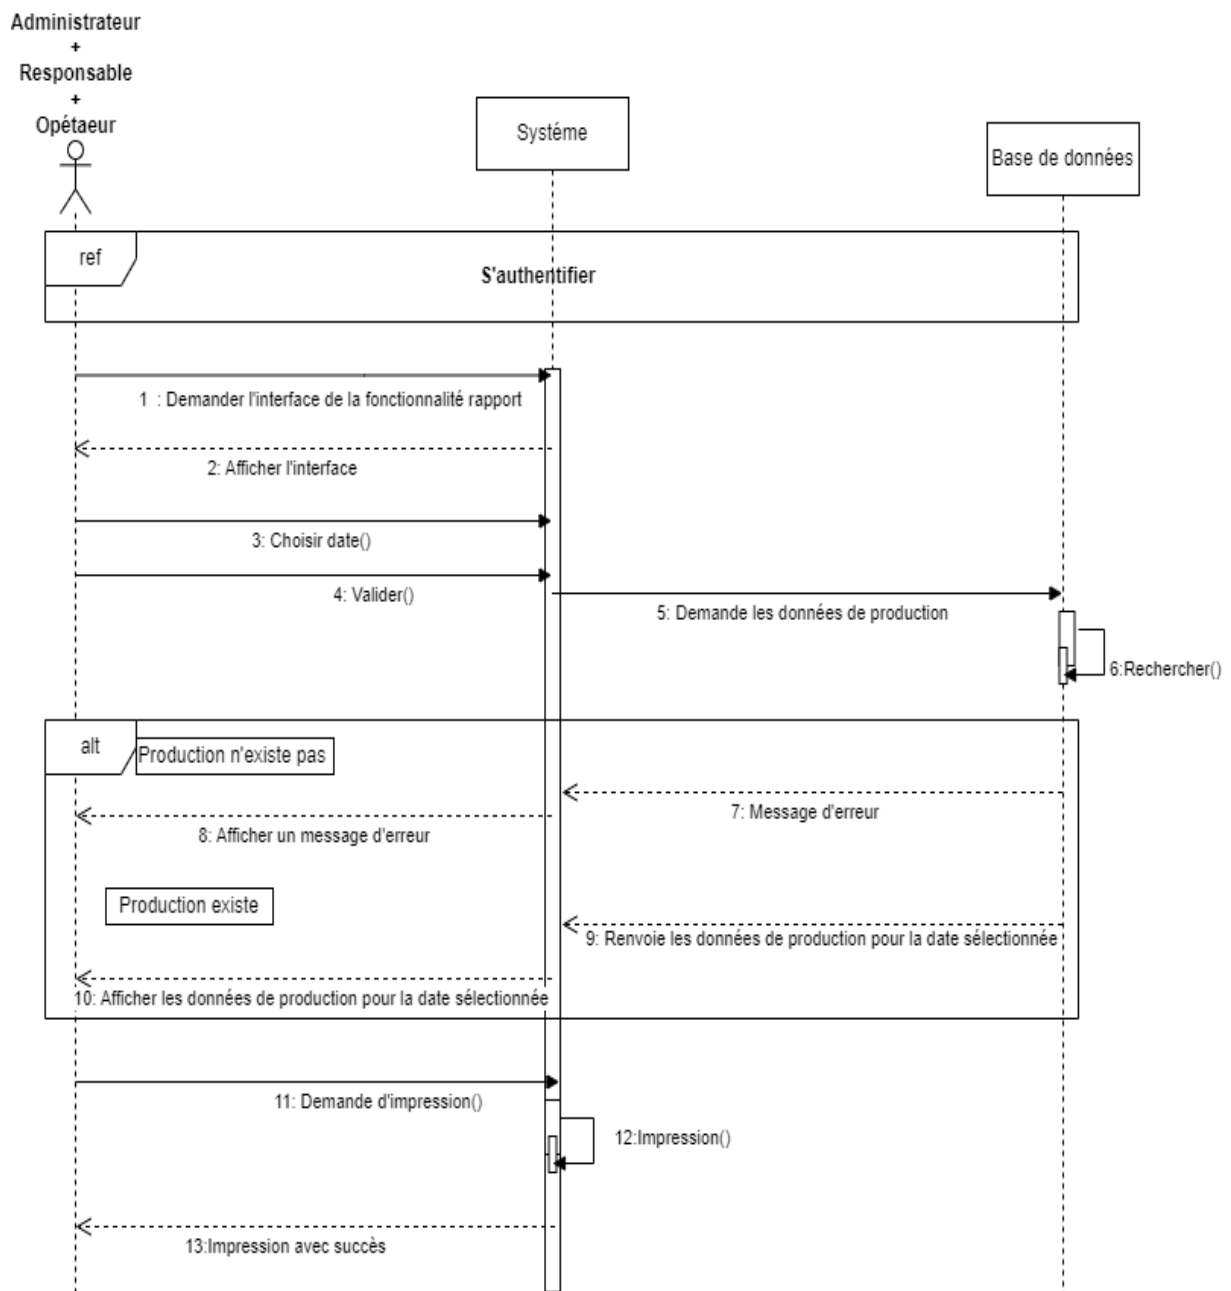 Administrateur
+
Responsable
+
Opétaeur
Systéme
Base de données
ref
S'authentifier
1 : Demander l'interface de la fonctionnalité rapport
2: Afficher l'interface
3: Choisir date()
4: Valider()
5: Demande les données de production
6:Rechercher()
alt
Production n'existe pas
7: Message d'erreur
8: Afficher un message d'erreur
Production existe
9: Renvoie les données de production pour la date sélectionnée
10: Afficher les données de production pour la date sélectionnée
11: Demande d'impression()
12:Impression()
13:Impression avec succès